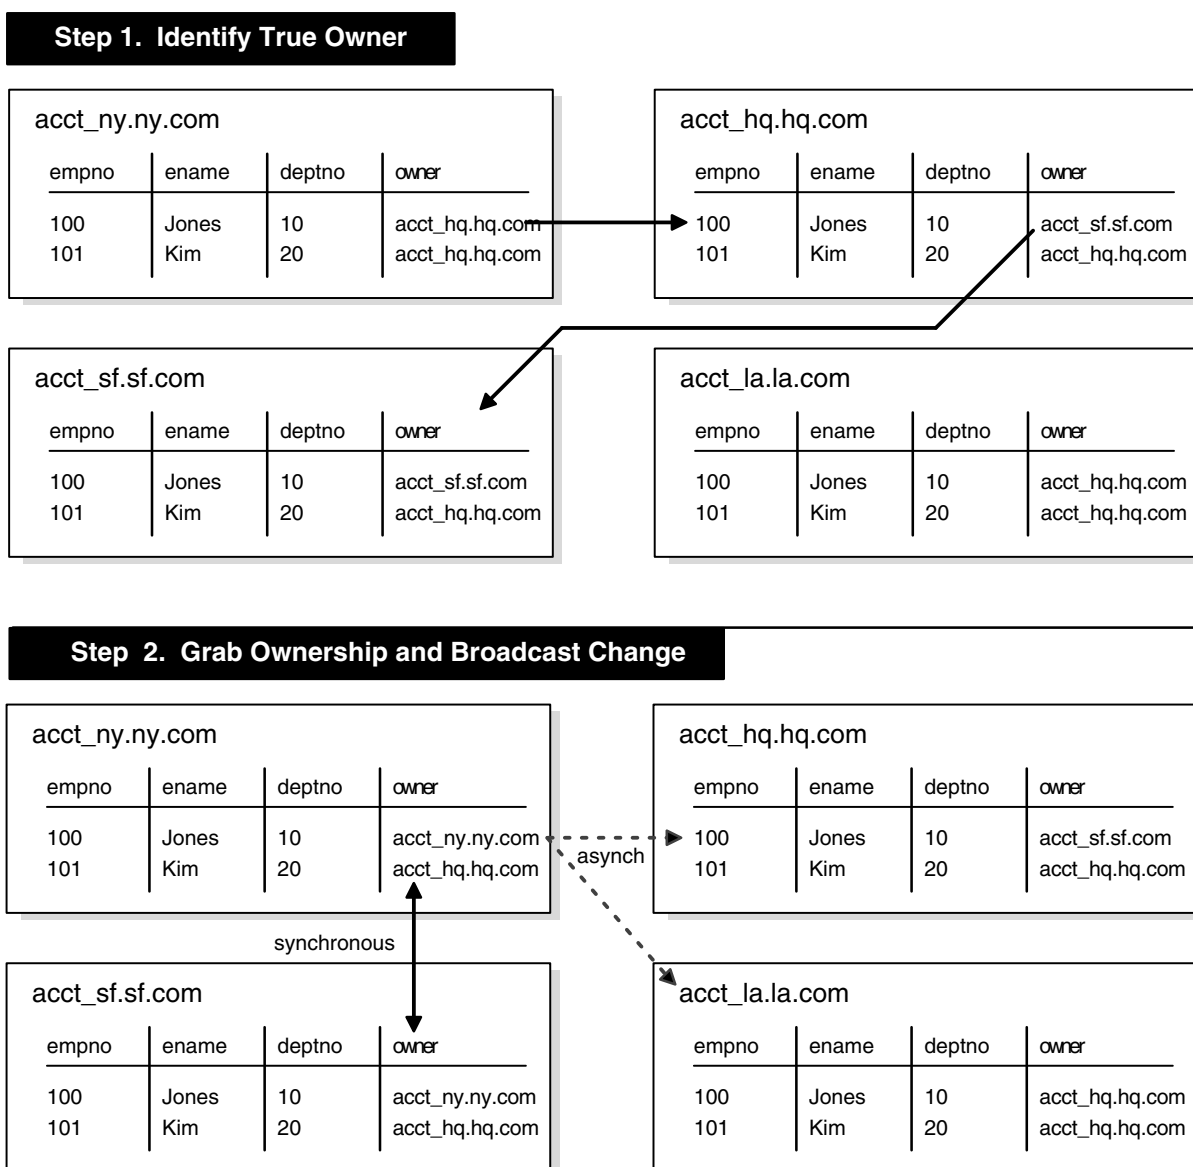 Step 1. Identify True Owner
acct_ny.ny.com
empno ename deptno owner
100 Jones 10 acct_hq.hq.com
101 Kim 20 acct_hq.hq.com
acct_hq.hq.com
empno ename deptno owner
100 Jones 10 acct_sf.sf.com
101 Kim 20 acct_hq.hq.com
acct_sf.sf.com
empno ename deptno owner
100 Jones 10 acct_sf.sf.com
101 Kim 20 acct_hq.hq.com
acct_la.la.com
empno ename deptno owner
100 Jones 10 acct_hq.hq.com
101 Kim 20 acct_hq.hq.com
Step 2. Grab Ownership and Broadcast Change
acct_ny.ny.com
empno ename deptno owner
100 Jones 10 acct_ny.ny.com
101 Kim 20 acct_hq.hq.com
asynch
acct_hq.hq.com
empno ename deptno owner
100 Jones 10 acct_sf.sf.com
101 Kim 20 acct_hq.hq.com
synchronous
acct_sf.sf.com
empno ename deptno owner
100 Jones 10 acct_ny.ny.com
101 Kim 20 acct_hq.hq.com
acct_la.la.com
empno ename deptno owner
100 Jones 10 acct_hq.hq.com
101 Kim 20 acct_hq.hq.com